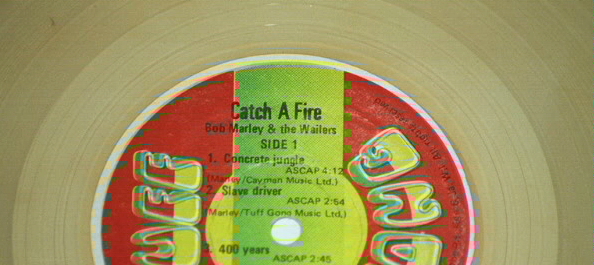 Catch A Fire
Bob Marley & the Wailers
SIDE 1
1. Concrete jungle
ASCAP 4:12
(Marley/Cayman Music Ltd.)
2. Slave driver
ASCAP 2:54
(Marley/Tuff Gong Music Ltd.)
3. 400 years
ASCAP 2:45